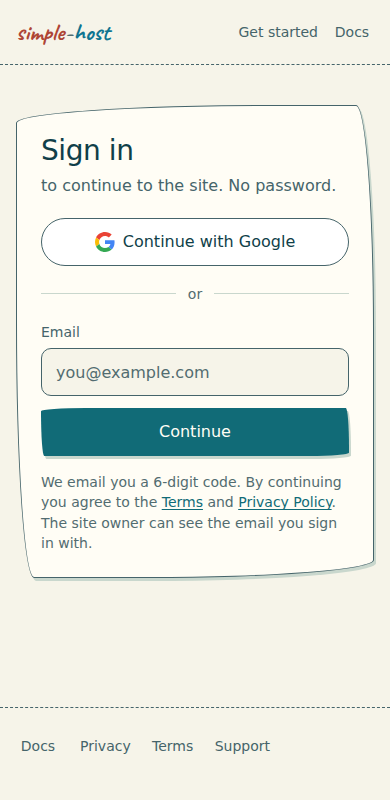 simple-host
Get started Docs
Sign in
to continue to the site. No password.
Continue with Google
or
Email
you@example.com
Continue
We email you a 6-digit code. By continuing
you agree to the Terms and Privacy Policy.
The site owner can see the email you sign
in with.
Docs Privacy Terms Support